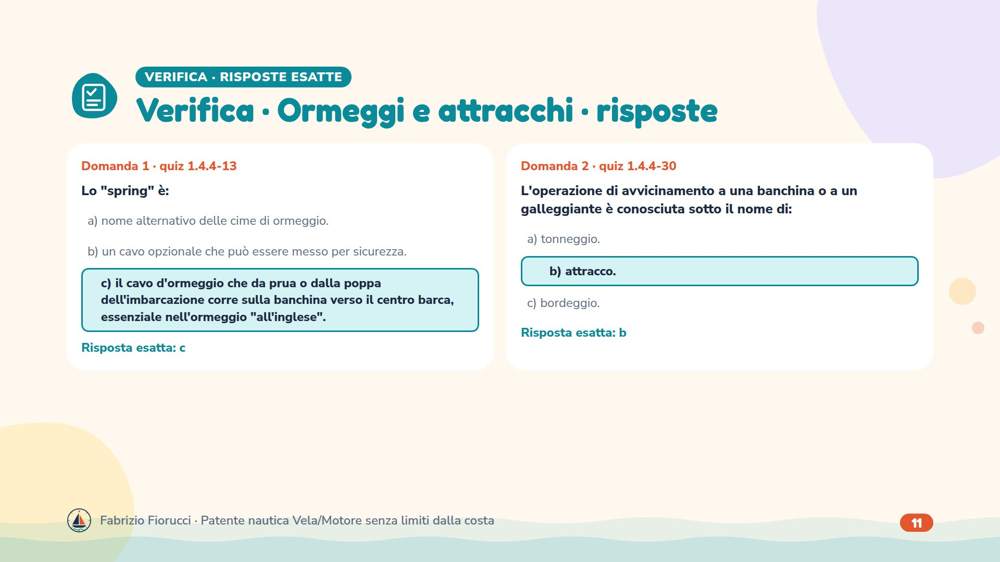 VERIFICA · RISPOSTE ESATTE
Verifica · Ormeggi e attracchi · risposte
Domanda 1 · quiz 1.4.4-13
Lo "spring" è:
a) nome alternativo delle cime di ormeggio.
b) un cavo opzionale che può essere messo per sicurezza.
c) il cavo d'ormeggio che da prua o dalla poppa
dell'imbarcazione corre sulla banchina verso il centro barca,
essenziale nell'ormeggio "all'inglese".
Risposta esatta: c
Domanda 2 · quiz 1.4.4-30
L'operazione di avvicinamento a una banchina o a un
galleggiante è conosciuta sotto il nome di:
a) tonneggio.
b) attracco.
c) bordeggio.
Risposta esatta: b
Fabrizio Fiorucci · Patente nautica Vela/Motore senza limiti dalla costa
11